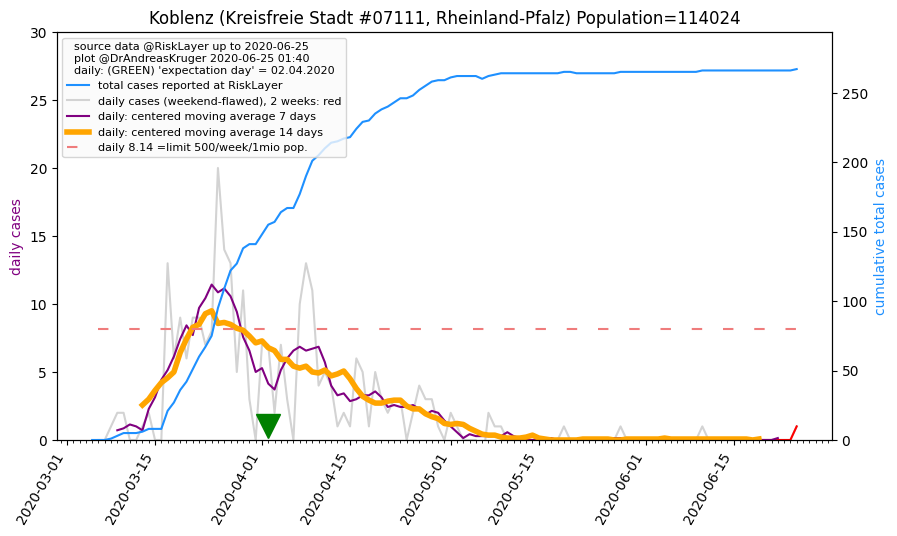 Koblenz (Kreisfreie Stadt #07111, Rheinland-Pfalz) Population=114024
source data @RiskLayer up to 2020-06-25
plot @DrAndreasKruger 2020-06-25 01:40
daily: (GREEN) 'expectation day' = 02.04.2020
total cases reported at RiskLayer
daily cases (weekend-flawed), 2 weeks: red
daily: centered moving average 7 days
daily: centered moving average 14 days
daily 8.14 =limit 500/week/1mio pop.
daily cases
30
25
20
15
10
5
0
cumulative total cases
250
200
150
100
50
0
2020-03-01
2020-03-15
2020-04-01
2020-04-15
2020-05-01
2020-05-15
2020-06-01
2020-06-15